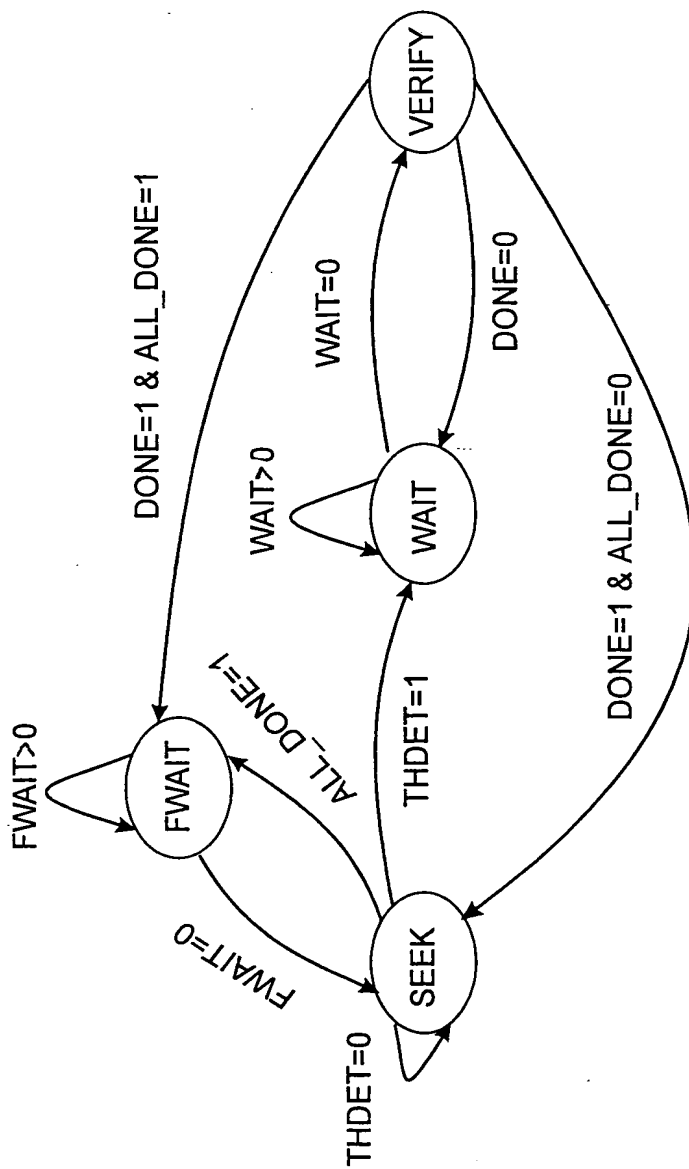 FWAIT>0
FWAIT
DONE=1 & ALL_DONE=1
FWAIT=0
ALL_DONE=1
WAIT>0
WAIT=0
THDET=0
SEEK
THDET=1
WAIT
VERIFY
DONE=0
DONE=1 & ALL_DONE=0